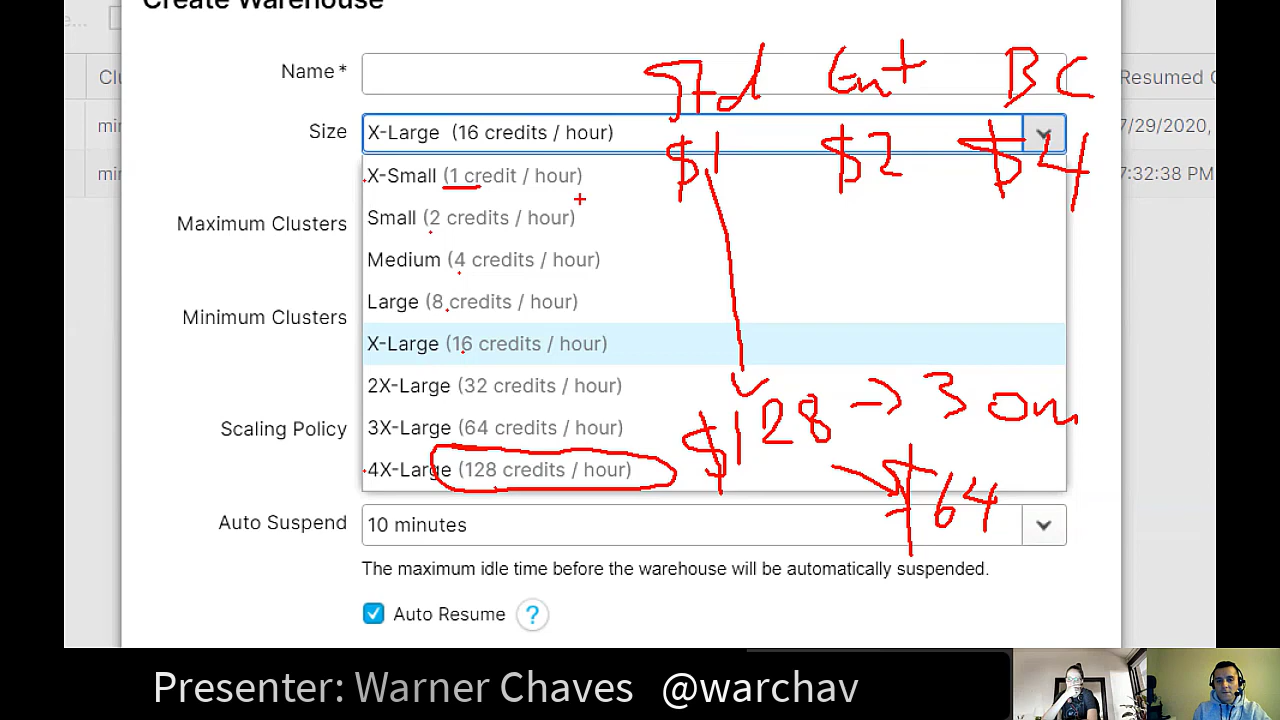 Create Warehouse
Name *
Std Ent BC
Size
X-Large (16 credits / hour)
$1 $2 $4
X-Small (1 credit / hour)
Small (2 credits / hour)
Medium (4 credits / hour)
Large (8 credits / hour)
X-Large (16 credits / hour)
2X-Large (32 credits / hour)
3X-Large (64 credits / hour)
4X-Large (128 credits / hour)
Maximum Clusters
Minimum Clusters
Scaling Policy
$128 → 30m
$64
Auto Suspend
10 minutes
The maximum idle time before the warehouse will be automatically suspended.
Auto Resume ?
Resumed
7/29/2020,
7:32:38 PM
Presenter: Warner Chaves @warchav